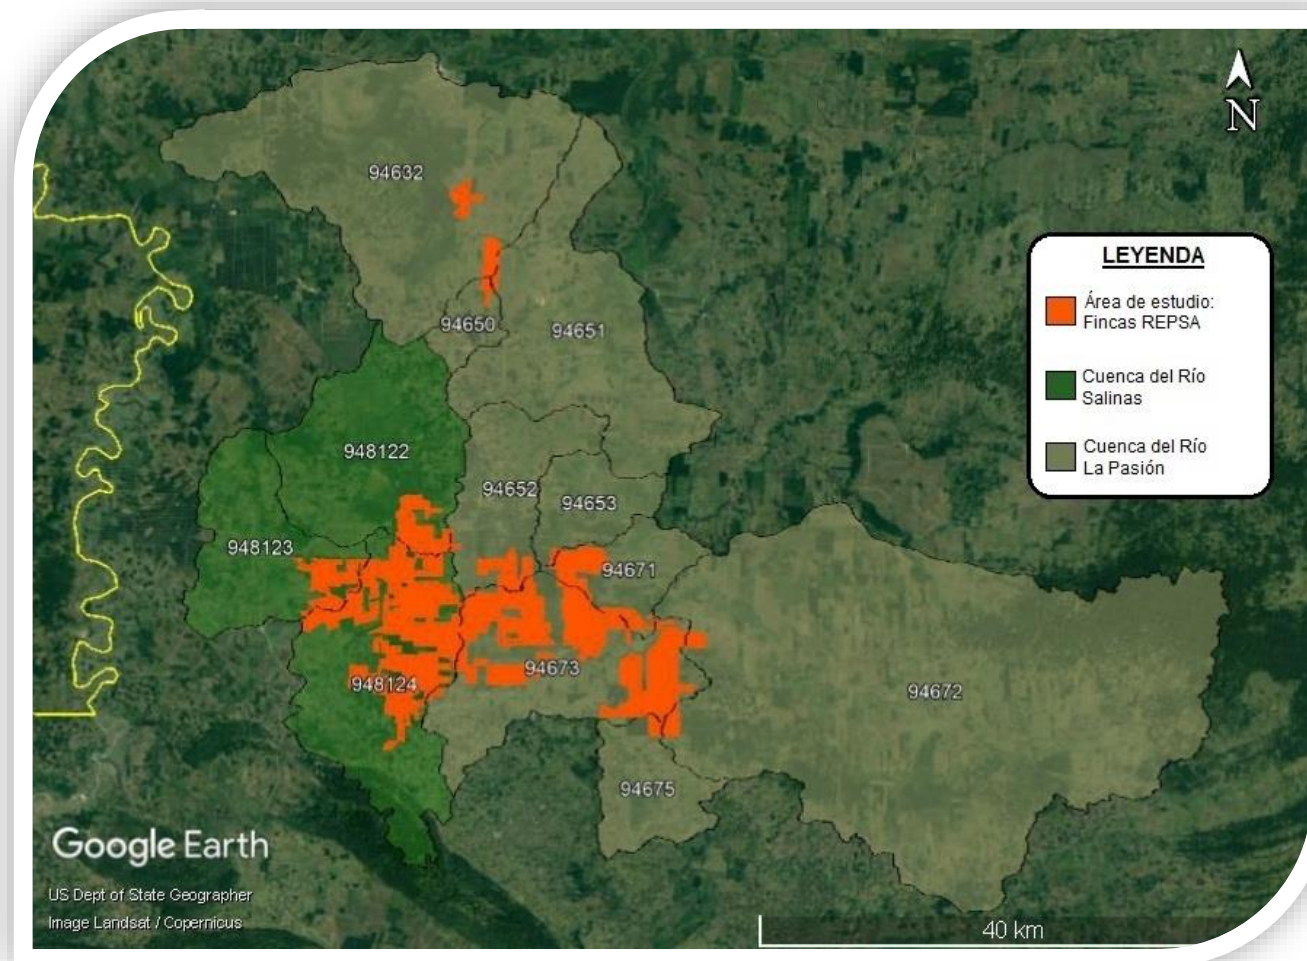 N
94632
LEYENDA
Área de estudio:
Fincas REPSA
94650
94651
Cuenca del Río
Salinas
948122
Cuenca del Río
La Pasión
94652
94653
948123
94671
94673
948124
94672
94675
Google Earth
US Dept of State Geographer
Image Landsat / Copernicus
40 km